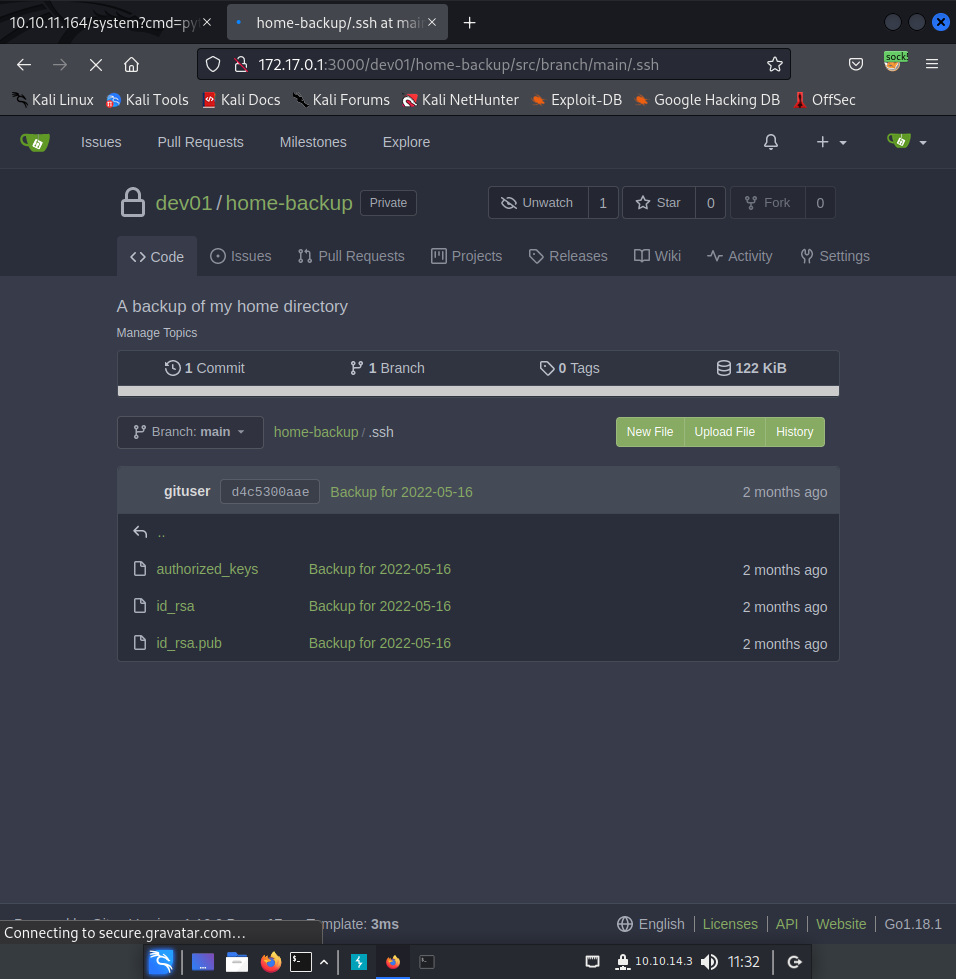 10.10.11.164/system?cmd=py
home-backup/.ssh at mai
172.17.0.1:3000/dev01/home-backup/src/branch/main/.ssh
Kali Linux Kali Tools Kali Docs Kali Forums Kali NetHunter Exploit-DB Google Hacking DB OffSec
Issues Pull Requests Milestones Explore
dev01/home-backup Private Unwatch 1 Star 0 Fork 0
Code Issues Pull Requests Projects Releases Wiki Activity Settings
A backup of my home directory
Manage Topics
1 Commit 1 Branch 0 Tags 122 KiB
Branch: main home-backup / .ssh New File Upload File History
gituser d4c5300aae Backup for 2022-05-16 2 months ago
..
authorized_keys Backup for 2022-05-16 2 months ago
id_rsa Backup for 2022-05-16 2 months ago
id_rsa.pub Backup for 2022-05-16 2 months ago
mplate: 3ms English Licenses API Website Go1.18.1
Connecting to secure.gravatar.com…
10.10.14.3 11:32